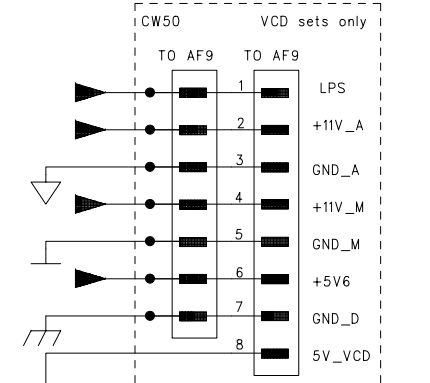 CW50 VCD sets only
TO AF9 TO AF9
1 LPS
2 +11V_A
3 GND_A
4 +11V_M
5 GND_M
6 +5V6
7 GND_D
8 5V_VCD